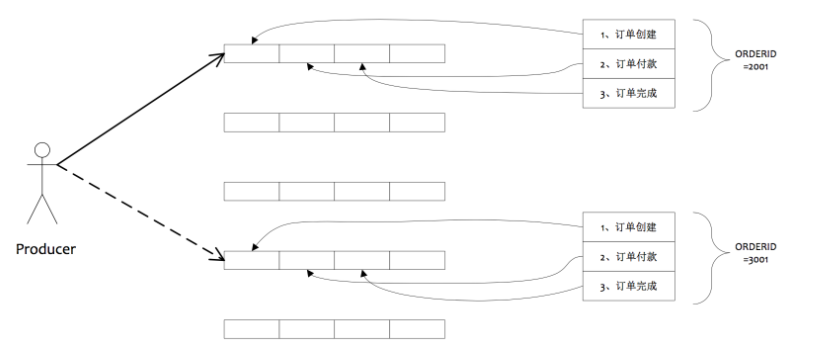 1、订单创建
2、订单付款
3、订单完成
ORDERID
=2001
Producer
1、订单创建
2、订单付款
3、订单完成
ORDERID
=3001